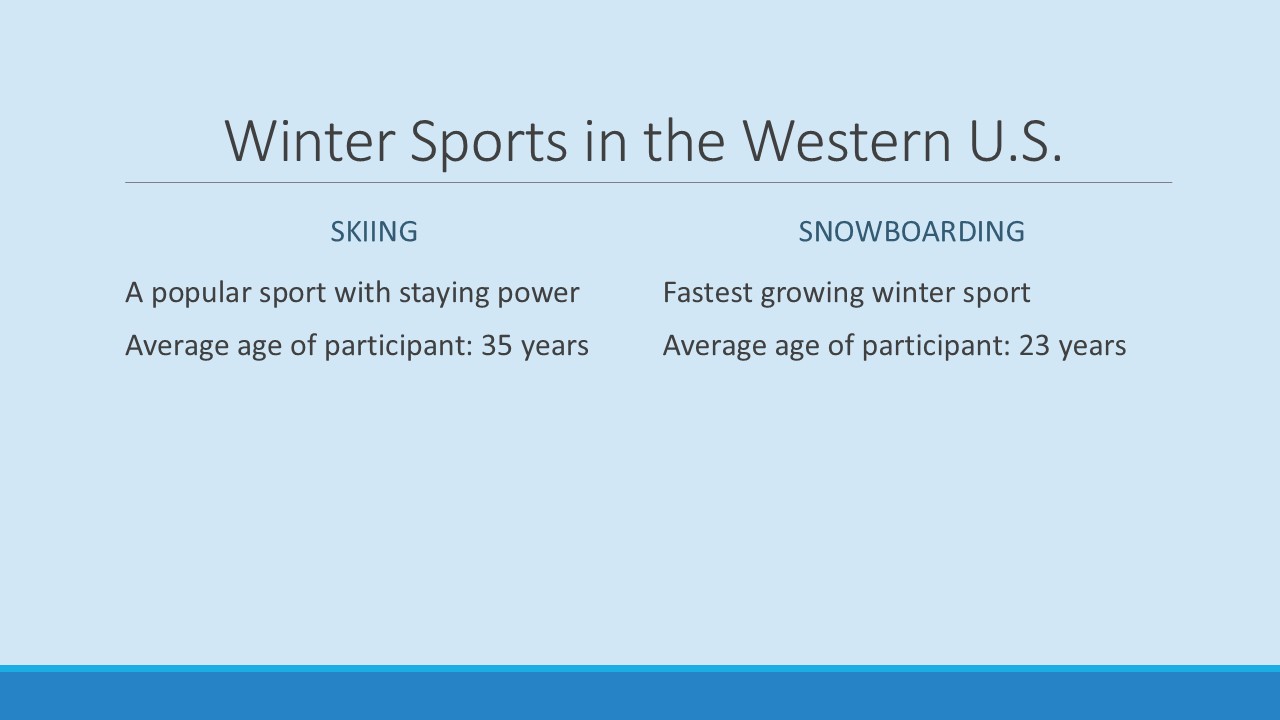 Winter Sports in the Western U.S.
SKIING
A popular sport with staying power
Average age of participant: 35 years
SNOWBOARDING
Fastest growing winter sport
Average age of participant: 23 years